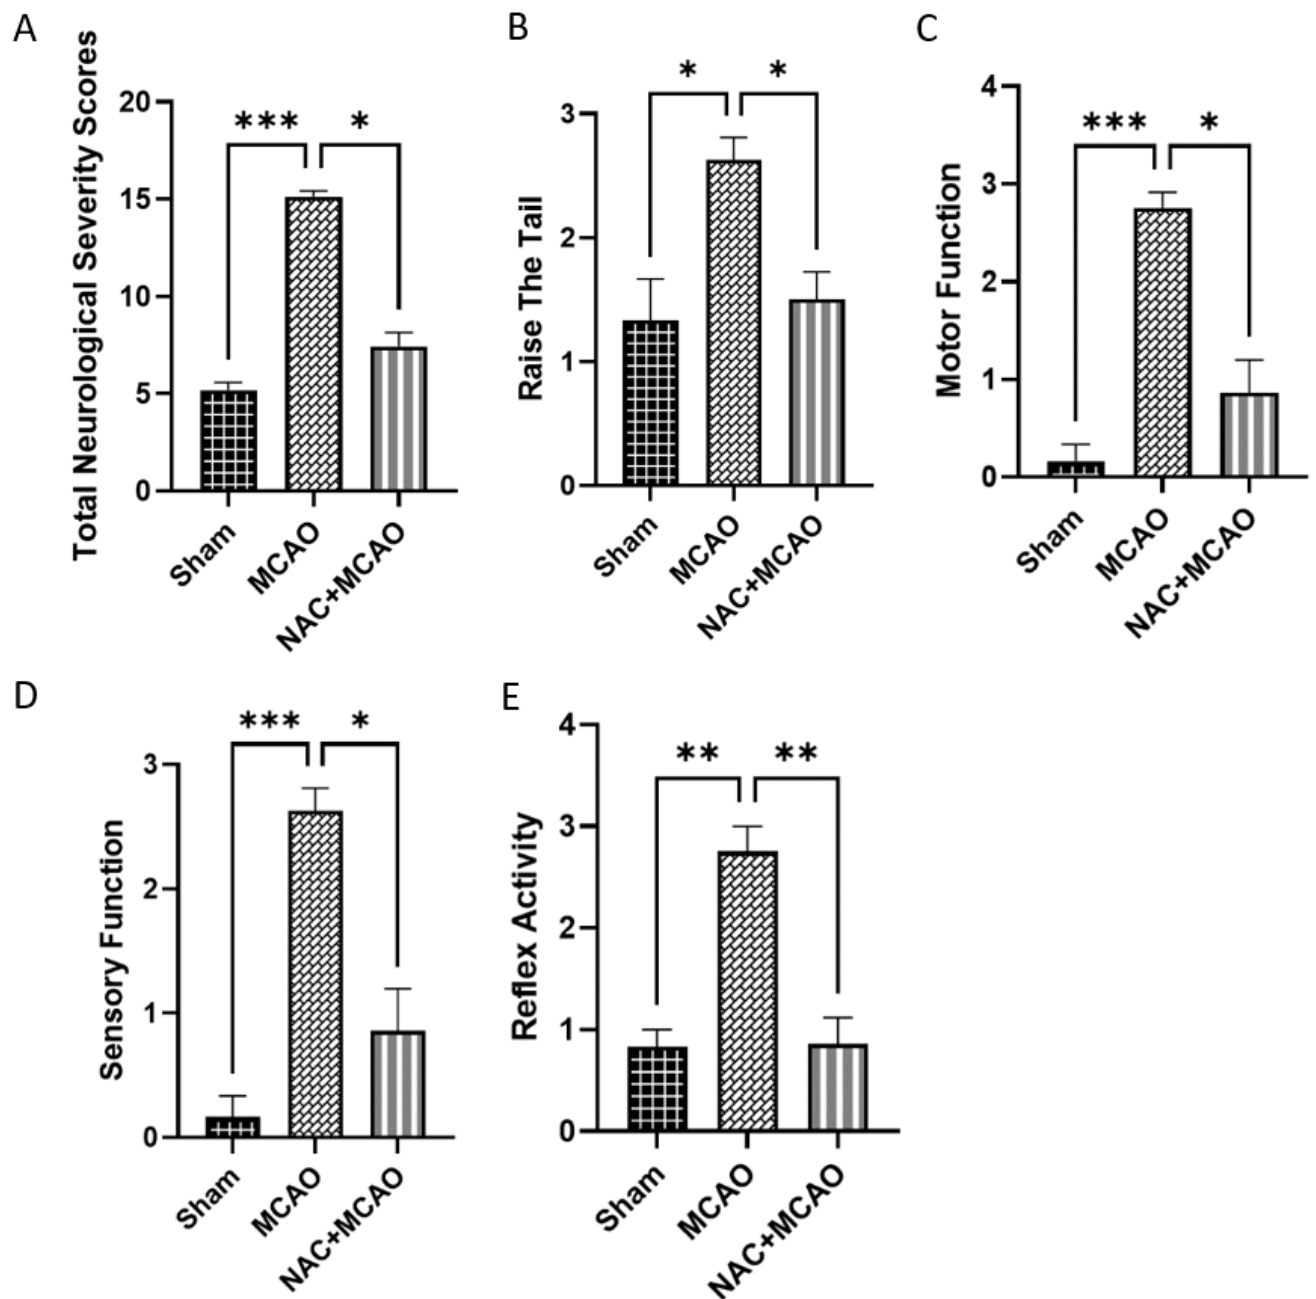 A
Total Neurological Severity Scores
20
15
10
5
0
***
*
Sham
MCAO
NAC+MCAO
B
Raise The Tail
3
2
1
0
*
*
Sham
MCAO
NAC+MCAO
C
Motor Function
4
3
2
1
0
***
*
Sham
MCAO
NAC+MCAO
D
Sensory Function
3
2
1
0
***
*
Sham
MCAO
NAC+MCAO
E
Reflex Activity
4
3
2
1
0
**
**
Sham
MCAO
NAC+MCAO